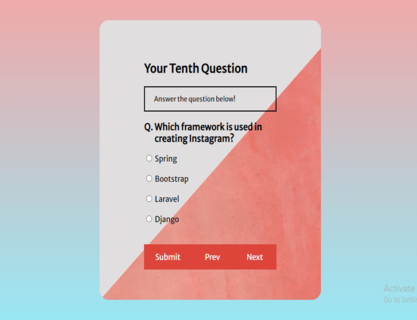 Your Tenth Question
Answer the question below!
Q. Which framework is used in
creating Instagram?
Spring
Bootstrap
Laravel
Django
Submit Prev Next
Activate
Go to Setti